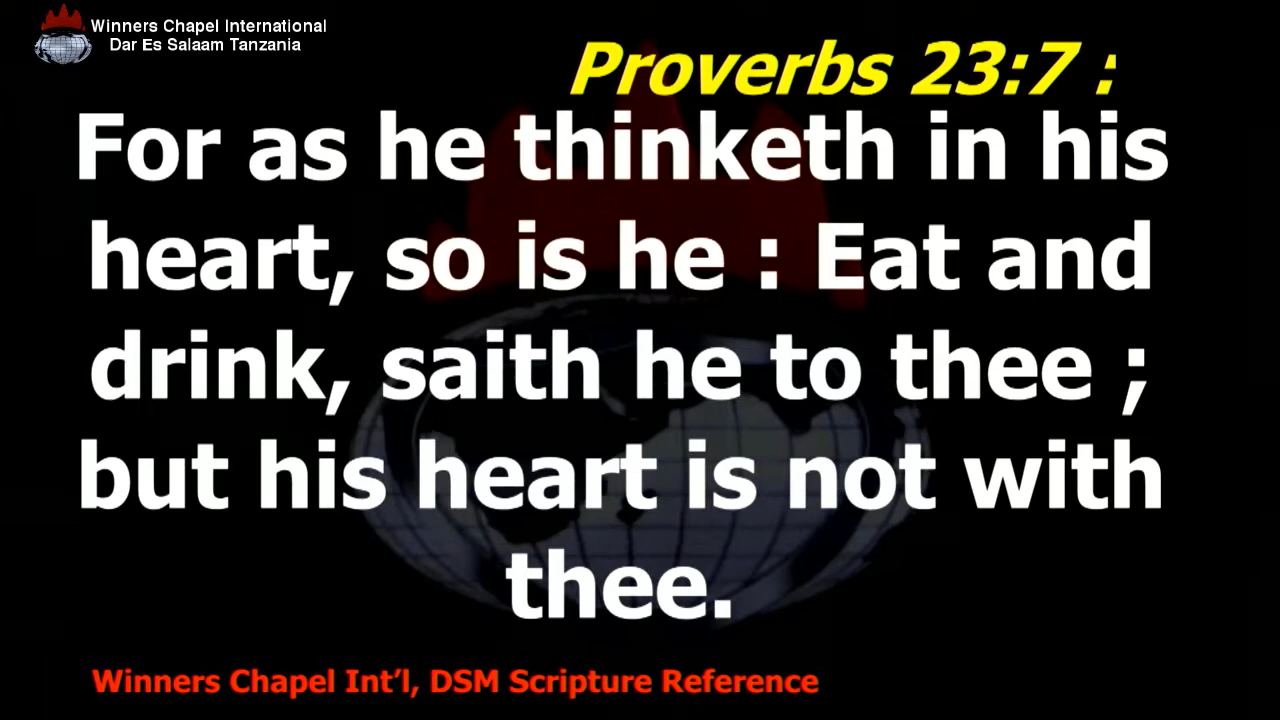 Winners Chapel International
Dar Es Salaam Tanzania
Proverbs 23:7 :
For as he thinketh in his
heart, so is he : Eat and
drink, saith he to thee ;
but his heart is not with
thee.
Winners Chapel Int’l, DSM Scripture Reference